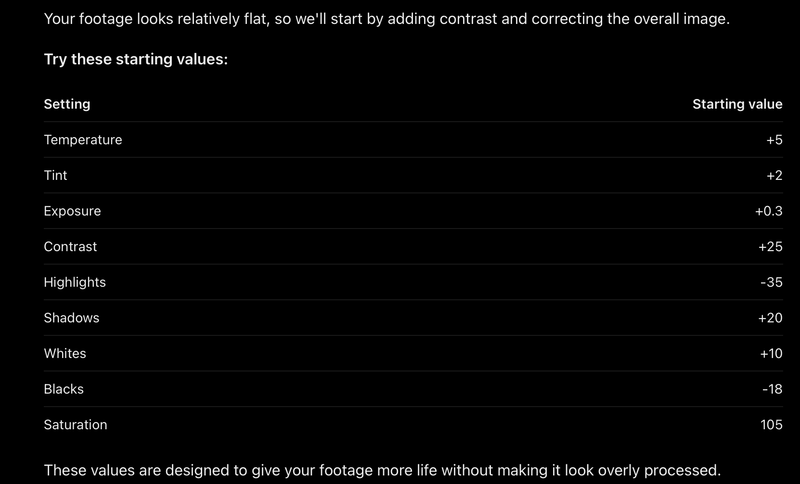 Your footage looks relatively flat, so we'll start by adding contrast and correcting the overall image.
Try these starting values:
Setting Starting value
Temperature +5
Tint +2
Exposure +0.3
Contrast +25
Highlights -35
Shadows +20
Whites +10
Blacks -18
Saturation 105
These values are designed to give your footage more life without making it look overly processed.